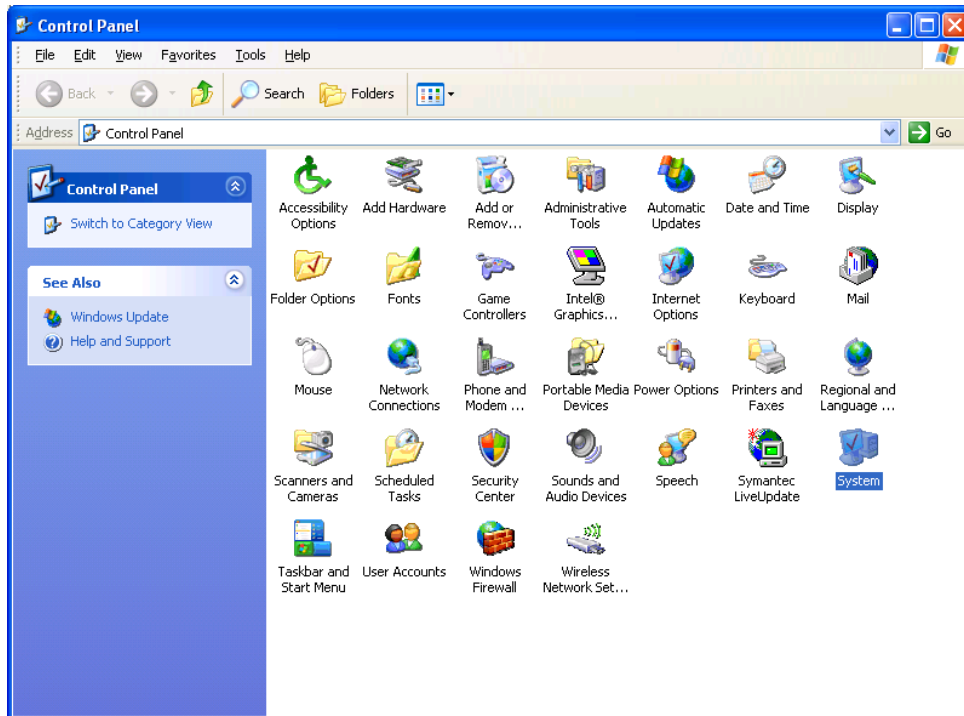 Control Panel
File Edit View Favorites Tools Help
Back Search Folders
Address Control Panel Go
Control Panel
Switch to Category View
See Also
Windows Update
Help and Support
Accessibility Options
Add Hardware
Add or Remov...
Administrative Tools
Automatic Updates
Date and Time
Display
Folder Options
Fonts
Game Controllers
Intel® Graphics...
Internet Options
Keyboard
Mail
Mouse
Network Connections
Phone and Modem ...
Portable Media Devices
Power Options
Printers and Faxes
Regional and Language ...
Scanners and Cameras
Scheduled Tasks
Security Center
Sounds and Audio Devices
Speech
Symantec LiveUpdate
System
Taskbar and Start Menu
User Accounts
Windows Firewall
Wireless Network Set...